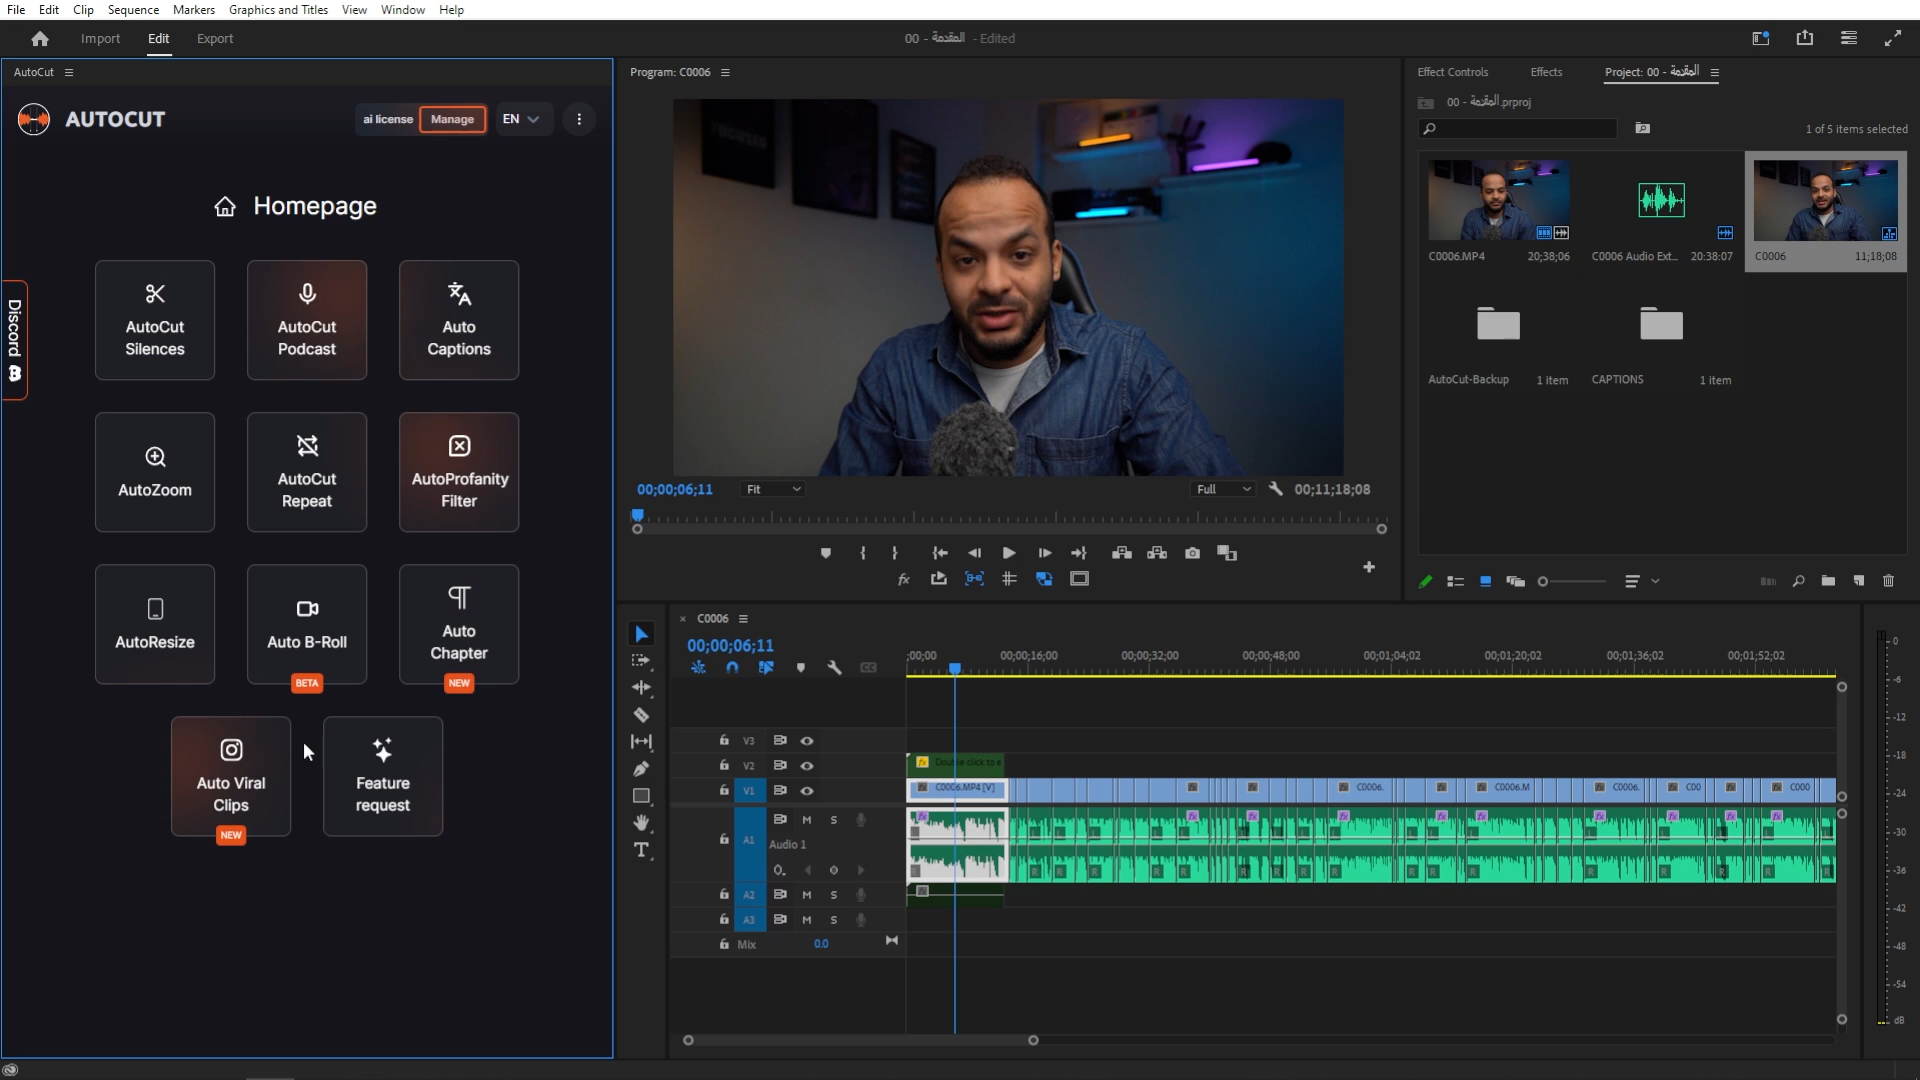 File Edit Clip Sequence Markers Graphics and Titles View Window Help
Import Edit Export
00 - المقدمة - Edited
AutoCut
AUTOCUT
ai license Manage EN
Homepage
Discord
AutoCut Silences
AutoCut Podcast
Auto Captions
AutoZoom
AutoCut Repeat
AutoProfanity Filter
AutoResize
Auto B-Roll
BETA
Auto Chapter
NEW
Auto Viral Clips
NEW
Feature request
Program: C0006
FOCUSED
00;00;06;11 Fit Full 00;11;18;08
Effect Controls Effects Project: 00 - المقدمة
00 - المقدمة.prproj
1 of 5 items selected
C0006.MP4 20;38;06
C0006 Audio Ext... 20:38:07
C0006 11;18;08
AutoCut-Backup 1 item
CAPTIONS 1 item
C0006
00;00;06;11
:00;00 00;00;16;00 00;00;32;00 00;00;48;00 00;01;04;02 00;01;20;02 00;01;36;02 00;01;52;02
V3
V2 fx Double click to e
V1 fx C0006.MP4 [V] C0006. C0006.M C0006. C00 C000
A1 M S
Audio 1
A2 M S
A3 M S
Mix 0.0
0
-6
-12
-18
-24
-30
-36
-42
-48
-54
dB